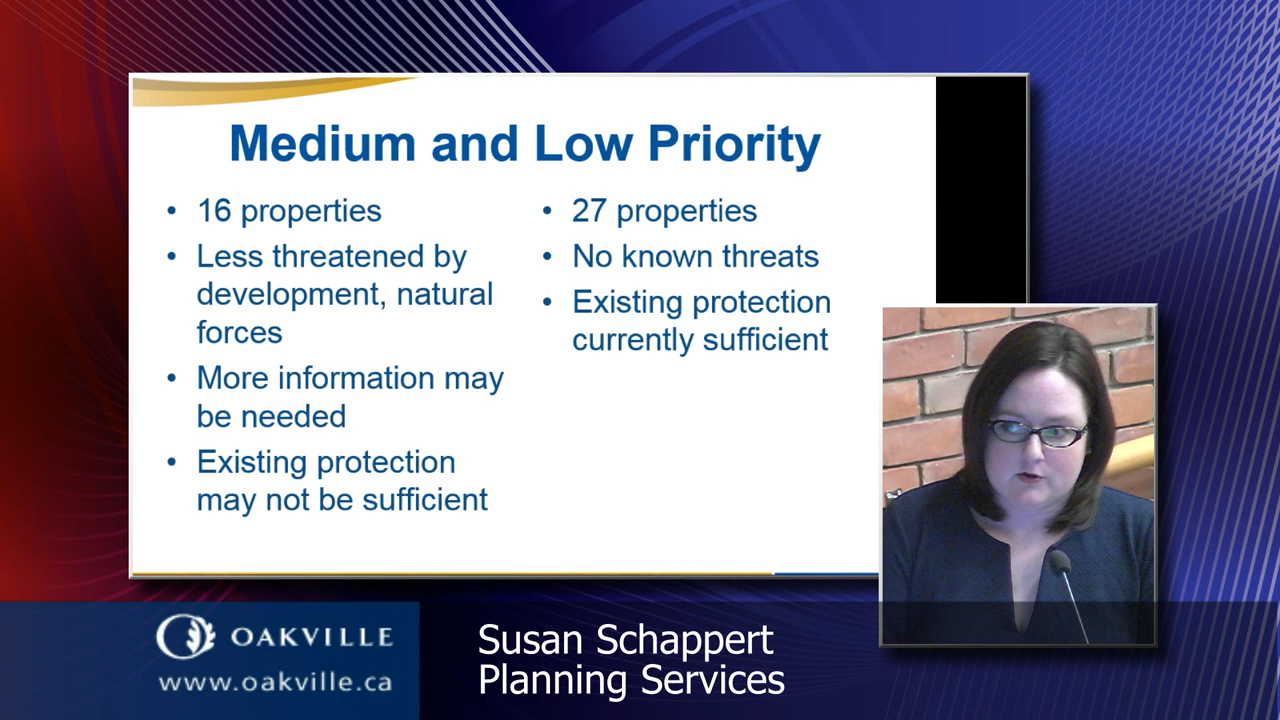 Medium and Low Priority
• 16 properties
• Less threatened by
development, natural
forces
• More information may
be needed
• Existing protection
may not be sufficient
• 27 properties
• No known threats
• Existing protection
currently sufficient
OAKVILLE
www.oakville.ca
Susan Schappert
Planning Services